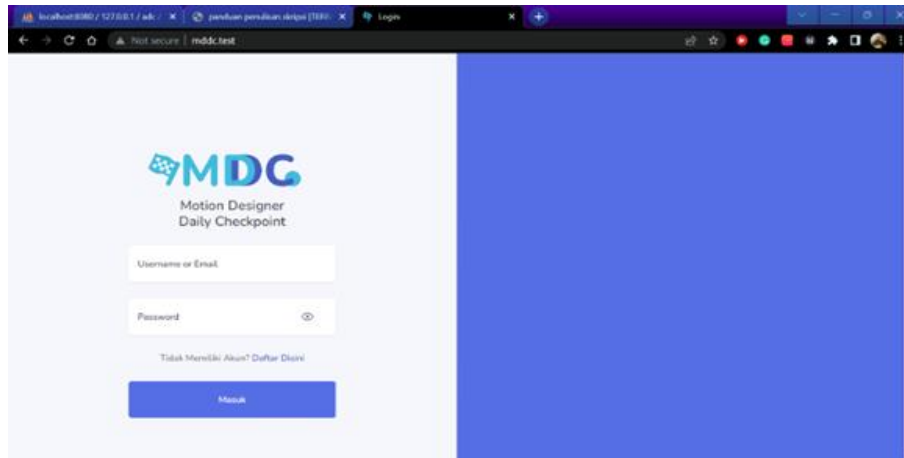 localhost:8080 / 127.0.0.1 / adc /
panduan penulisan skripsi
Login
Not secure | mddc.test
MDDC
Motion Designer
Daily Checkpoint
Username or Email
Password
Tidak Memiliki Akun? Daftar Disini
Masuk